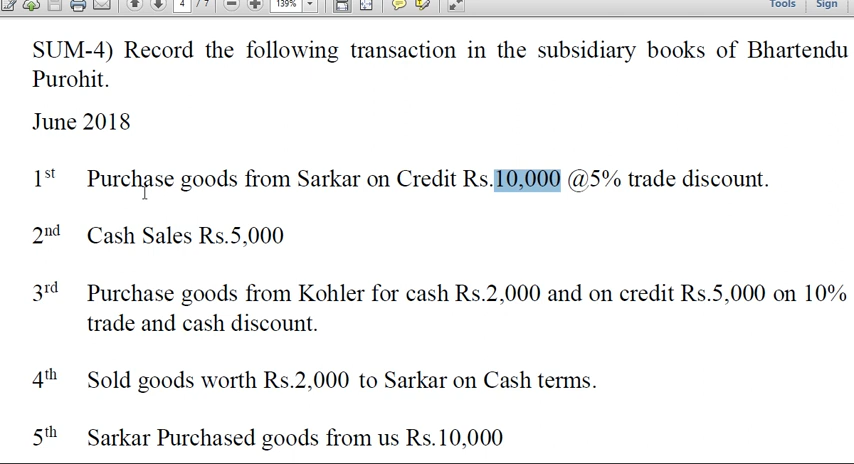 4 / 7 139% Tools Sign
SUM-4) Record the following transaction in the subsidiary books of Bhartendu
Purohit.
June 2018
1st Purchase goods from Sarkar on Credit Rs.10,000 @5% trade discount.
2nd Cash Sales Rs.5,000
3rd Purchase goods from Kohler for cash Rs.2,000 and on credit Rs.5,000 on 10%
trade and cash discount.
4th Sold goods worth Rs.2,000 to Sarkar on Cash terms.
5th Sarkar Purchased goods from us Rs.10,000